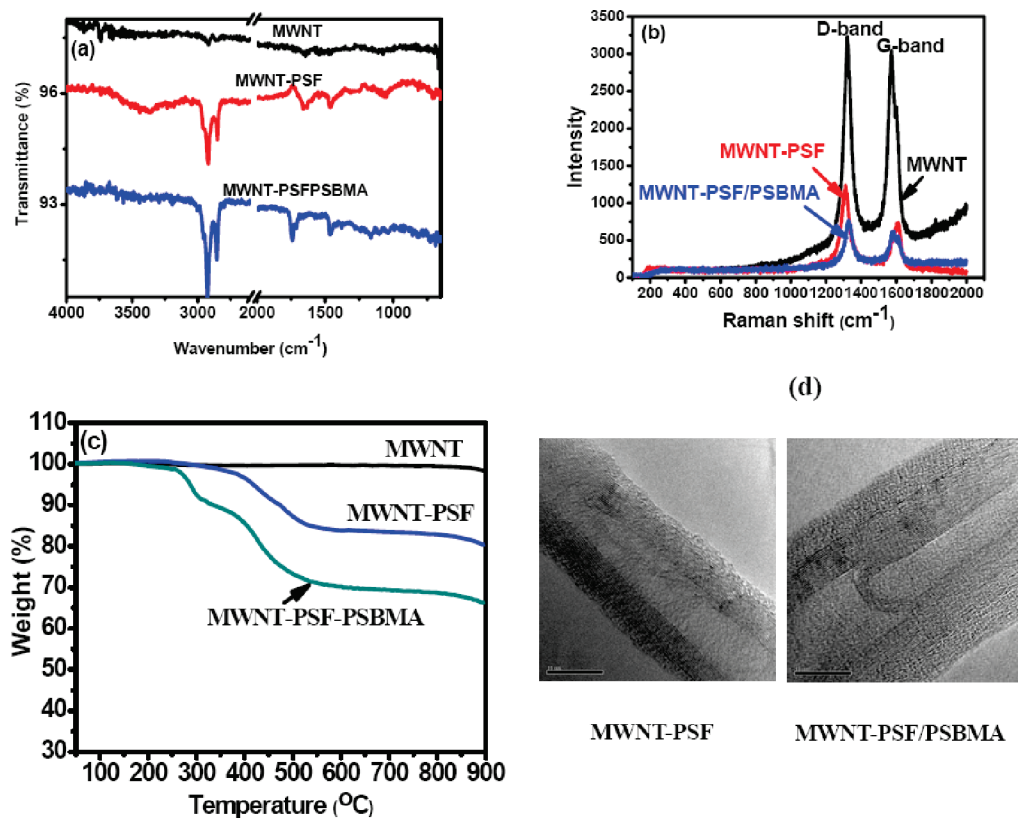 (a)
MWNT
MWNT-PSF
MWNT-PSFPSBMA
96
93
Transmittance (%)
4000 3000 2000 2000 1500 1000
Wavenumber (cm-1)
(b)
D-band
G-band
MWNT-PSF
MWNT
MWNT-PSF/PSBMA
3500
3000
2500
2000
1500
1000
500
0
Intensity
200 400 600 800 1000 1200 1400 1600 1800 2000
Raman shift (cm-1)
(c)
MWNT
MWNT-PSF
MWNT-PSF-PSBMA
110
100
90
80
70
60
50
40
30
Weight (%)
100 200 300 400 500 600 700 800 900
Temperature (OC)
(d)
MWNT-PSF
MWNT-PSF/PSBMA